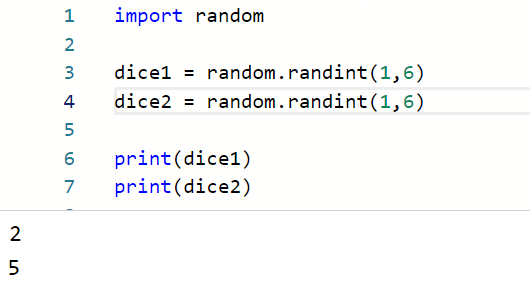 1 import random
2
3 dice1 = random.randint(1,6)
4 dice2 = random.randint(1,6)
5
6 print(dice1)
7 print(dice2)
2
5